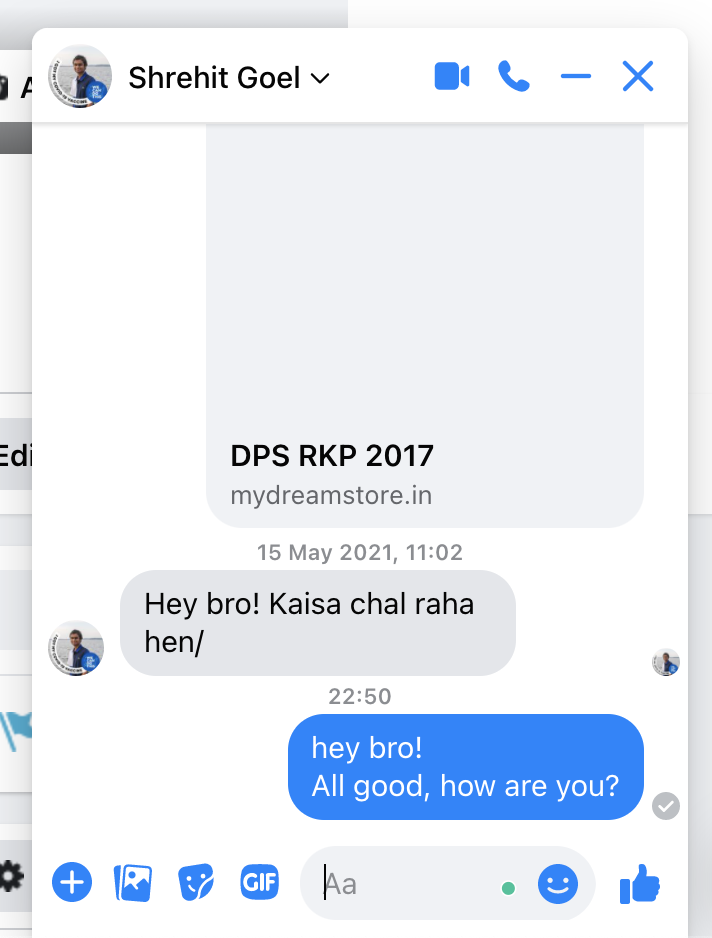 A
Shrehit Goel
Edi
DPS RKP 2017
mydreamstore.in
15 May 2021, 11:02
Hey bro! Kaisa chal raha
hen/
22:50
hey bro!
All good, how are you?
GIF
Aa